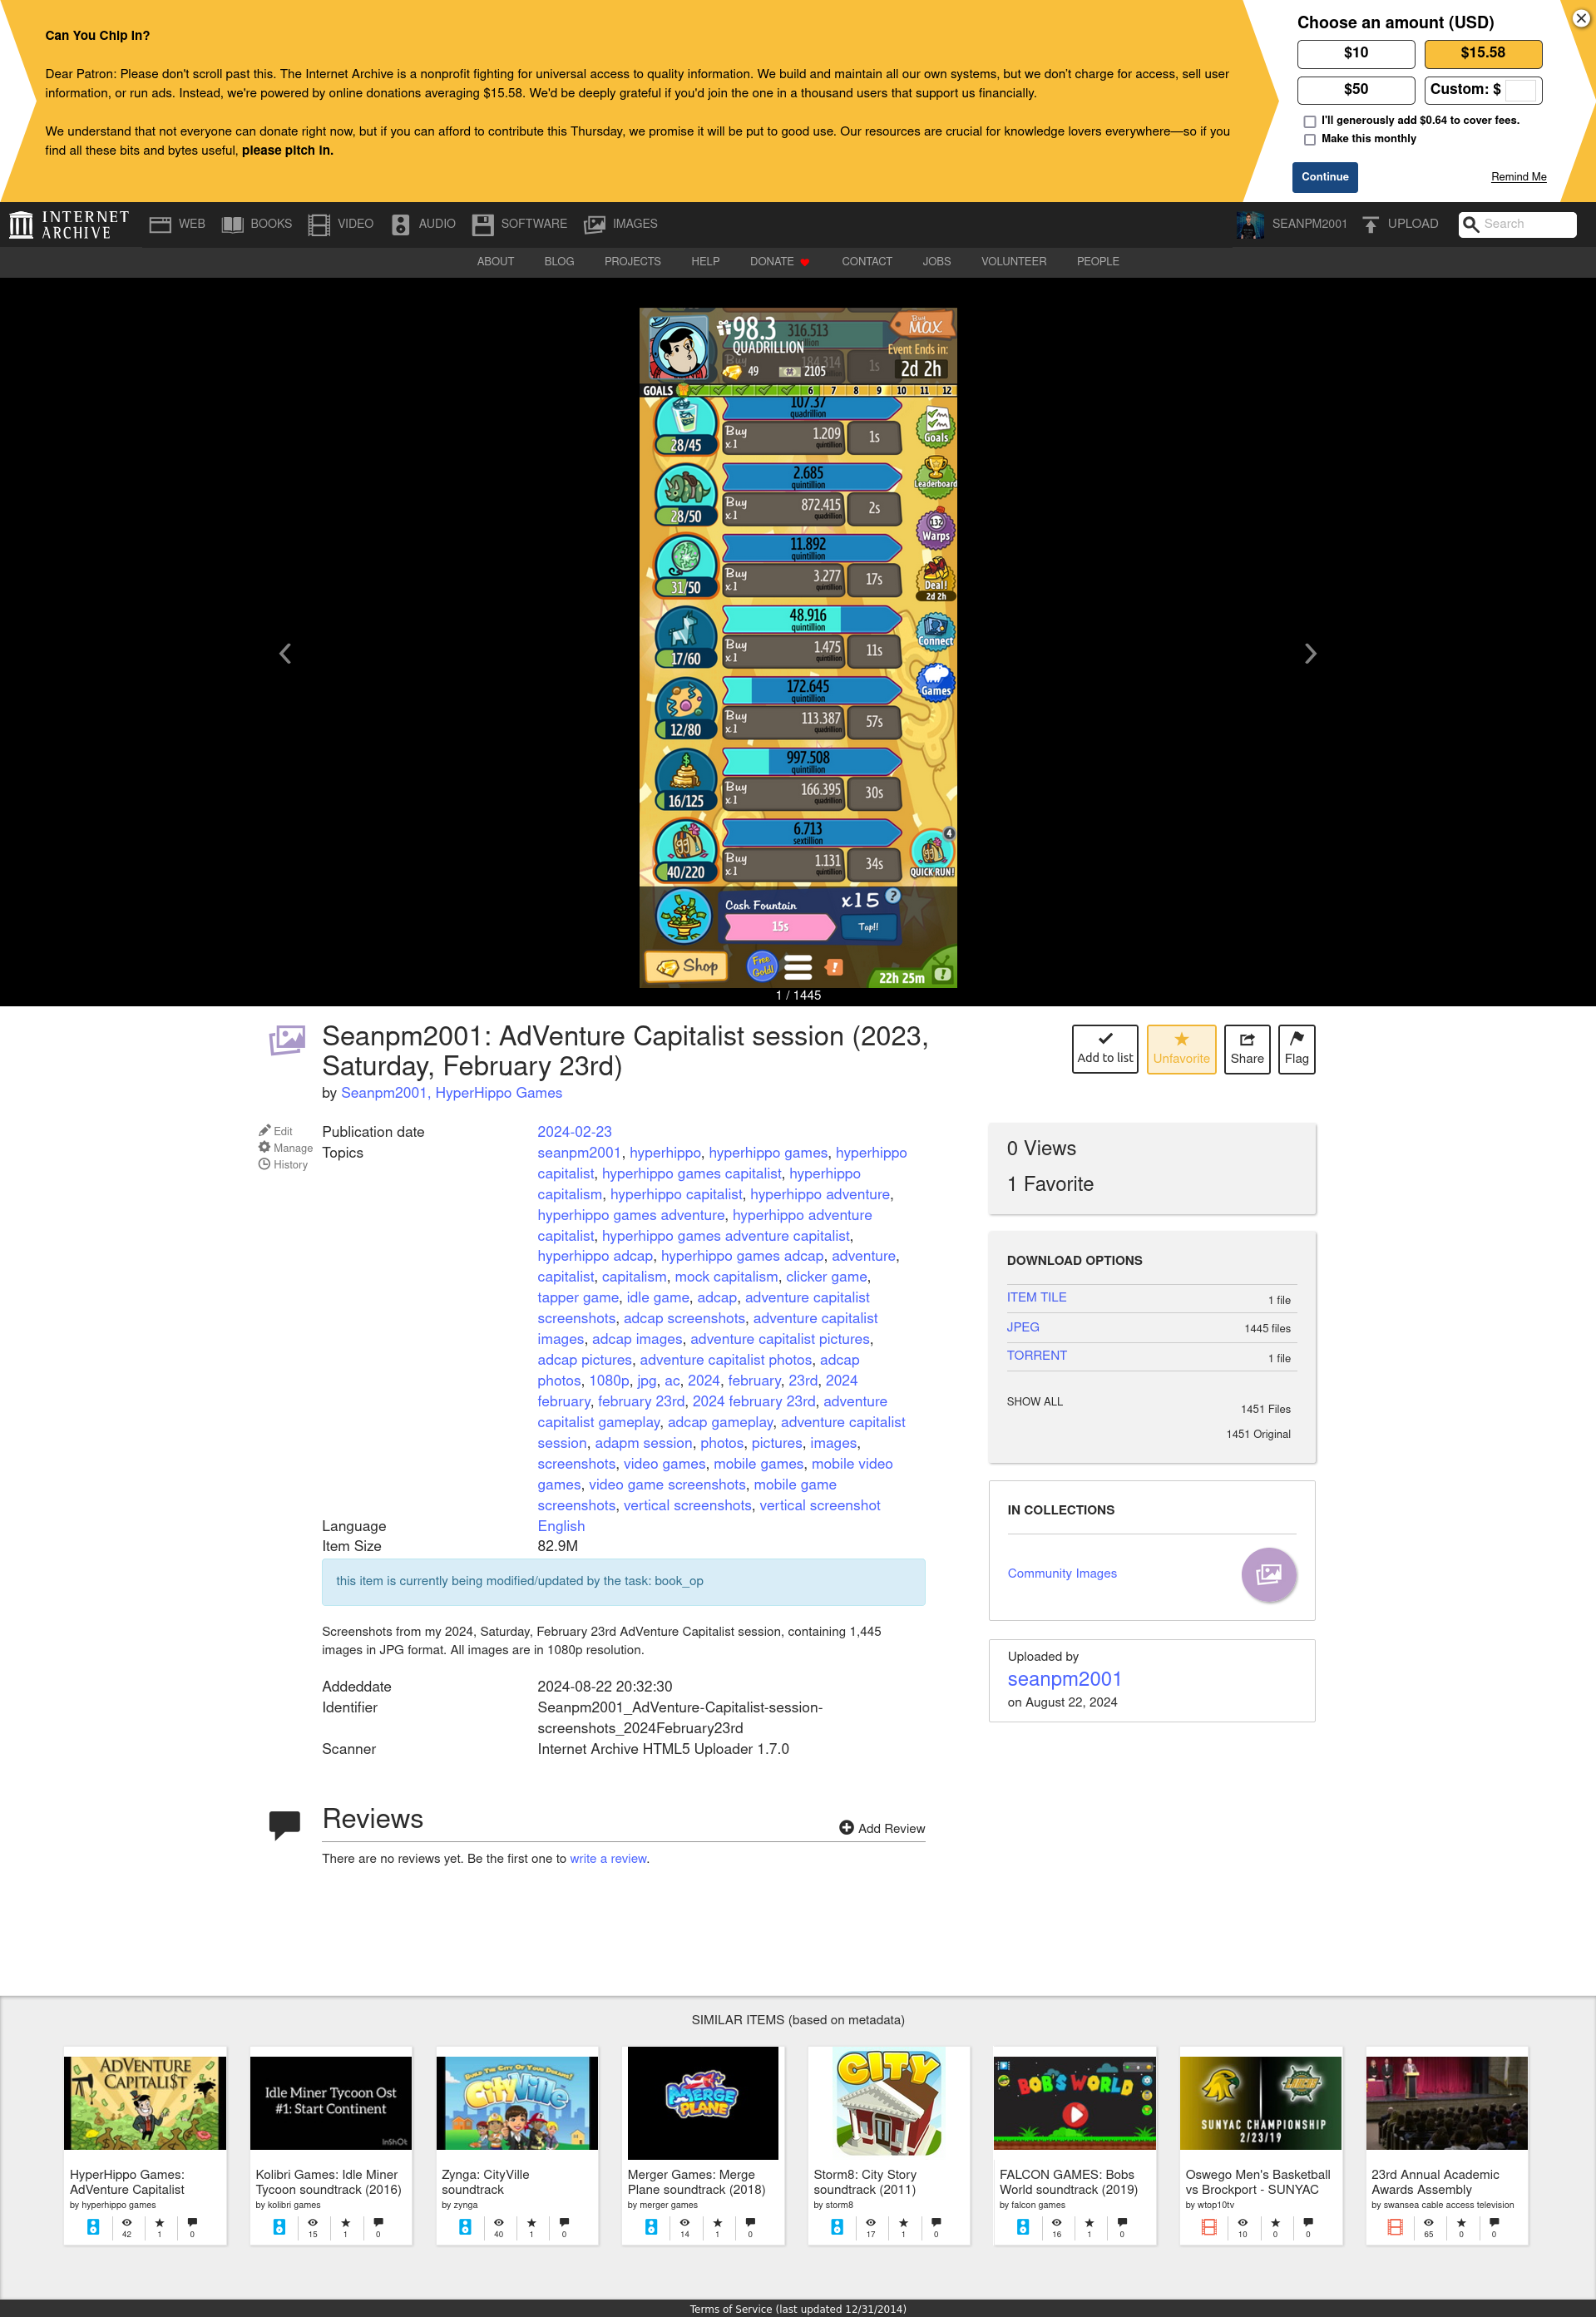 Can You Chip In?
Dear Patron: Please don't scroll past this. The Internet Archive is a nonprofit fighting for universal access to quality information. We build and maintain all our own systems, but we don't charge for access, sell user
information, or run ads. Instead, we're powered by online donations averaging $15.58. We'd be deeply grateful if you'd join the one in a thousand users that support us financially.
We understand that not everyone can donate right now, but if you can afford to contribute this Thursday, we promise it will be put to good use. Our resources are crucial for knowledge lovers everywhere—so if you
find all these bits and bytes useful, please pitch in.
Choose an amount (USD)
$10 $15.58
$50 Custom: $
I'll generously add $0.64 to cover fees.
Make this monthly
Continue Remind Me
INTERNET ARCHIVE WEB BOOKS VIDEO AUDIO SOFTWARE IMAGES SEANPM2001 UPLOAD Search
ABOUT BLOG PROJECTS HELP DONATE CONTACT JOBS VOLUNTEER PEOPLE
98.3 316.513 Buy MAX
QUADRILLION Event Ends in:
Buy 184.314 1s
49 2105 2d 2h
GOALS 6 7 8 9 10 11 12
107.37
quadrillion
28/45 Buy x1 1.209 quintillion 1s Goals
2.685
quintillion Leaderboard
28/50 Buy x1 872.415 quadrillion 2s
132 Warps
11.892
quintillion
31/50 Buy x1 3.277 quintillion 17s Deal!
2d 2h
48.916
quintillion Connect
17/60 Buy x1 1.475 quintillion 11s
172.645 Games
quintillion
12/80 Buy x1 113.387 quadrillion 57s
997.508
quintillion
16/125 Buy x1 166.395 quadrillion 30s
6.713 4
sextillion
40/220 Buy x1 1.131 quintillion 34s QUICK RUN!
Cash Fountain x15 ?
15s Tap!!
Shop Free Gold! ! 22h 25m
1 / 1445
Seanpm2001: AdVenture Capitalist session (2023,
Saturday, February 23rd)
by Seanpm2001, HyperHippo Games
Add to list Unfavorite Share Flag
Edit
Manage
History
Publication date 2024-02-23
Topics seanpm2001, hyperhippo, hyperhippo games, hyperhippo
capitalist, hyperhippo games capitalist, hyperhippo
capitalism, hyperhippo capitalist, hyperhippo adventure,
hyperhippo games adventure, hyperhippo adventure
capitalist, hyperhippo games adventure capitalist,
hyperhippo adcap, hyperhippo games adcap, adventure,
capitalist, capitalism, mock capitalism, clicker game,
tapper game, idle game, adcap, adventure capitalist
screenshots, adcap screenshots, adventure capitalist
images, adcap images, adventure capitalist pictures,
adcap pictures, adventure capitalist photos, adcap
photos, 1080p, jpg, ac, 2024, february, 23rd, 2024
february, february 23rd, 2024 february 23rd, adventure
capitalist gameplay, adcap gameplay, adventure capitalist
session, adapm session, photos, pictures, images,
screenshots, video games, mobile games, mobile video
games, video game screenshots, mobile game
screenshots, vertical screenshots, vertical screenshot
Language English
Item Size 82.9M
this item is currently being modified/updated by the task: book_op
Screenshots from my 2024, Saturday, February 23rd AdVenture Capitalist session, containing 1,445
images in JPG format. All images are in 1080p resolution.
Addeddate 2024-08-22 20:32:30
Identifier Seanpm2001_AdVenture-Capitalist-session-
screenshots_2024February23rd
Scanner Internet Archive HTML5 Uploader 1.7.0
0 Views
1 Favorite
DOWNLOAD OPTIONS
ITEM TILE 1 file
JPEG 1445 files
TORRENT 1 file
SHOW ALL 1451 Files
1451 Original
IN COLLECTIONS
Community Images
Uploaded by
seanpm2001
on August 22, 2024
Reviews
Add Review
There are no reviews yet. Be the first one to write a review.
SIMILAR ITEMS (based on metadata)
ADVENTURE CAPITALI$T
HyperHippo Games:
AdVenture Capitalist
by hyperhippo games
42 1 0
Idle Miner Tycoon Ost
#1: Start Continent
InShOt
Kolibri Games: Idle Miner
Tycoon soundtrack (2016)
by kolibri games
15 1 0
BUILD THE CITY OF YOUR DREAMS!
CityVille
Zynga: CityVille
soundtrack
by zynga
40 1 0
MERGE PLANE
Merger Games: Merge
Plane soundtrack (2018)
by merger games
14 1 0
CITY
Storm8: City Story
soundtrack (2011)
by storm8
17 1 0
BOB'S WORLD
FALCON GAMES: Bobs
World soundtrack (2019)
by falcon games
16 1 0
SUNYAC CHAMPIONSHIP
2/23/19
Oswego Men's Basketball
vs Brockport - SUNYAC
by wtop10tv
10 0 0
23rd Annual Academic
Awards Assembly
by swansea cable access television
65 0 0
Terms of Service (last updated 12/31/2014)